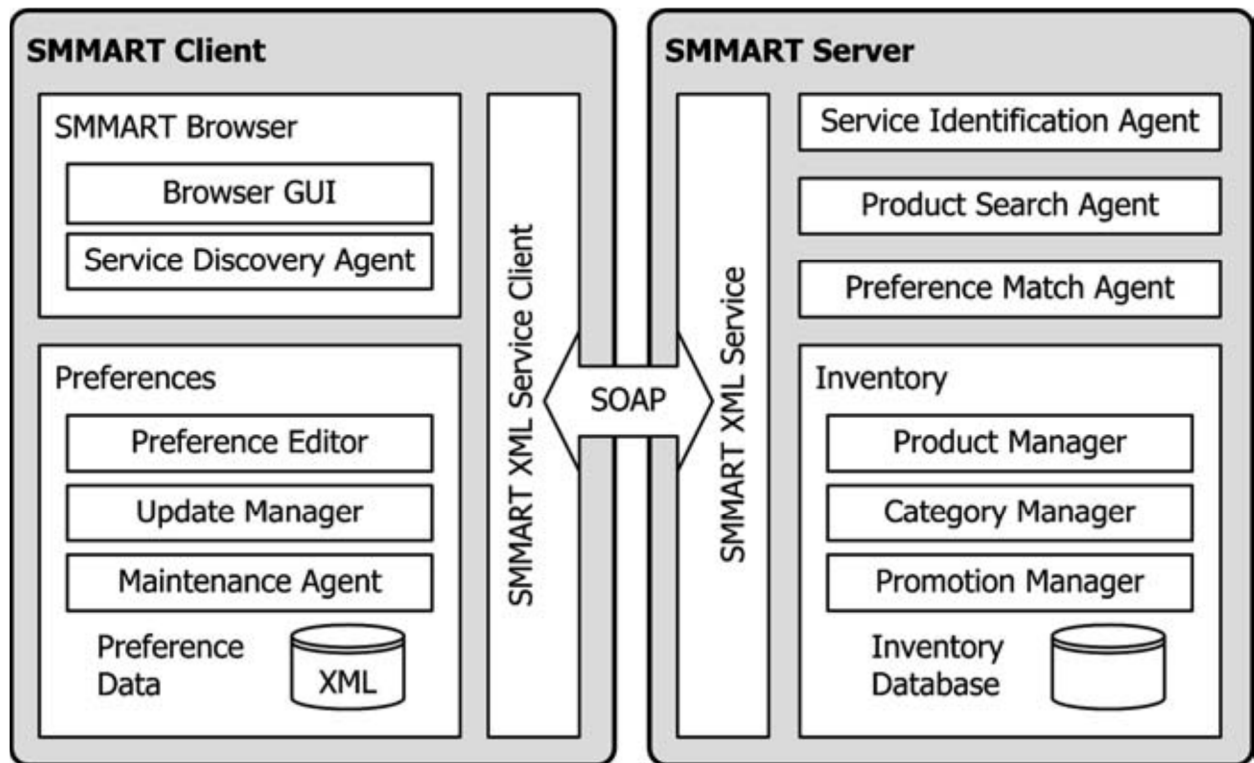 SMMART Client
SMMART Browser
Browser GUI
Service Discovery Agent
Preferences
Preference Editor
Update Manager
Maintenance Agent
Preference
Data
XML
SMMART XML Service Client
SOAP
SMMART Server
SMMART XML Service
Service Identification Agent
Product Search Agent
Preference Match Agent
Inventory
Product Manager
Category Manager
Promotion Manager
Inventory
Database